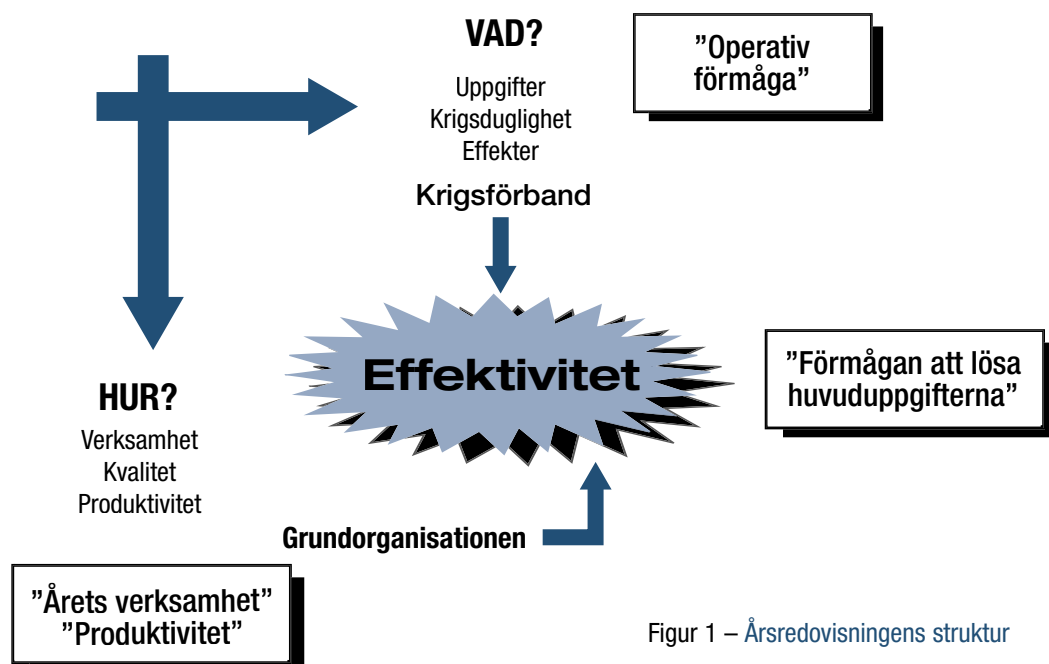 VAD?
Uppgifter
Krigsduglighet
Effekter
Krigsförband
”Operativ
förmåga”
Effektivitet
”Förmågan att lösa
huvuduppgifterna”
HUR?
Verksamhet
Kvalitet
Produktivitet
Grundorganisationen
”Årets verksamhet”
”Produktivitet”
Figur 1 – Årsredovisningens struktur